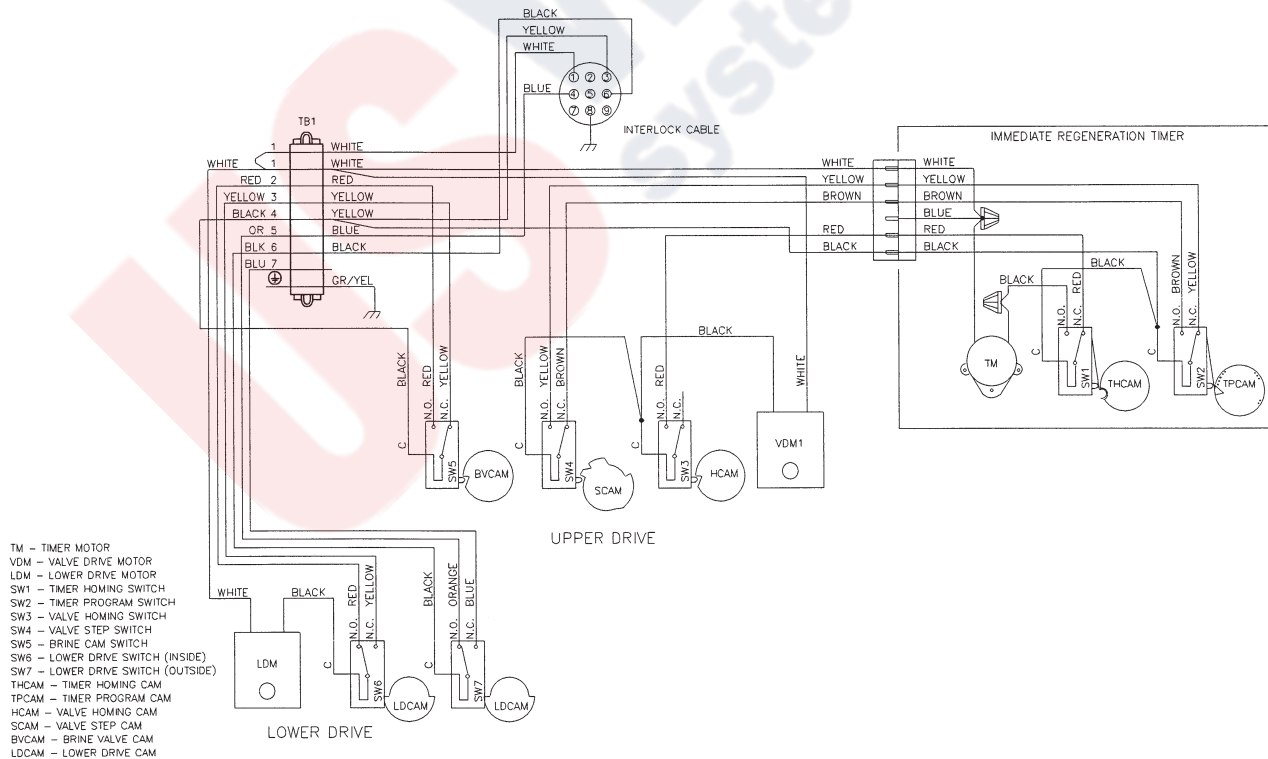 BLACK
YELLOW
WHITE
1 2 3
BLUE
4 5 6
7 8 9
TB1
INTERLOCK CABLE
IMMEDIATE REGENERATION TIMER
1 WHITE
WHITE 1 WHITE WHITE WHITE
RED 2 RED YELLOW YELLOW
YELLOW 3 YELLOW BROWN BROWN
BLACK 4 YELLOW BLUE
OR 5 BLUE RED RED
BLK 6 BLACK BLACK BLACK
BLU 7
GR/YEL
BLACK
BLACK
RED
BROWN
YELLOW
N.O.
N.C.
N.O.
N.C.
C
C
TM
SW1
THCAM
SW2
TPCAM
BLACK
BLACK
RED
YELLOW
BLACK
YELLOW
BROWN
RED
WHITE
N.O.
N.C.
N.O.
N.C.
N.O.
N.C.
C
C
C
SW5
BVCAM
SW4
SCAM
SW3
HCAM
VDM1
UPPER DRIVE
WHITE
BLACK
RED
YELLOW
BLACK
ORANGE
BLUE
N.O.
N.C.
N.O.
N.C.
C
C
LDM
SW6
LDCAM
SW7
LDCAM
LOWER DRIVE
TM – TIMER MOTOR
VDM – VALVE DRIVE MOTOR
LDM – LOWER DRIVE MOTOR
SW1 – TIMER HOMING SWITCH
SW2 – TIMER PROGRAM SWITCH
SW3 – VALVE HOMING SWITCH
SW4 – VALVE STEP SWITCH
SW5 – BRINE CAM SWITCH
SW6 – LOWER DRIVE SWITCH (INSIDE)
SW7 – LOWER DRIVE SWITCH (OUTSIDE)
THCAM – TIMER HOMING CAM
TPCAM – TIMER PROGRAM CAM
HCAM – VALVE HOMING CAM
SCAM – VALVE STEP CAM
BVCAM – BRINE VALVE CAM
LDCAM – LOWER DRIVE CAM
US